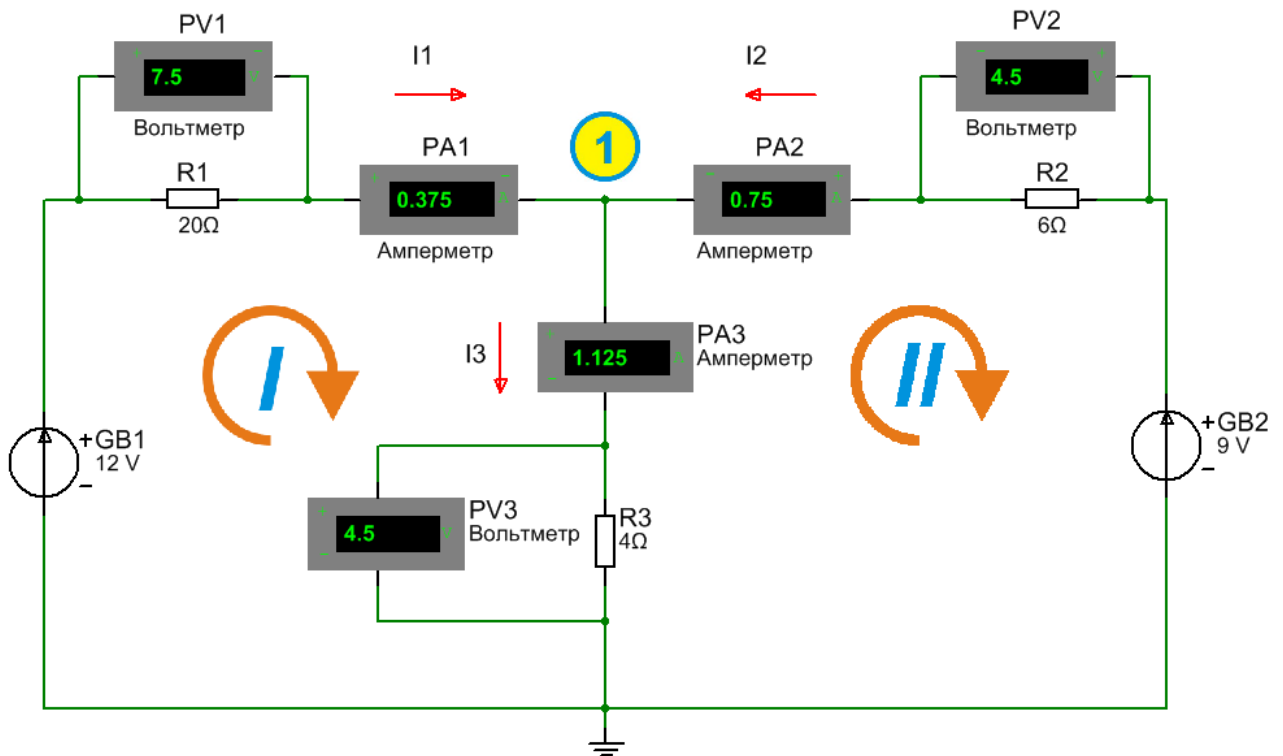 PV1
+ −
7.5 V
Вольтметр
R1
20Ω
I1
PA1
+ −
0.375 A
Амперметр
1
I2
PA2
− +
0.75 A
Амперметр
PV2
− +
4.5 V
Вольтметр
R2
6Ω
I
I3
PA3
+
1.125 A
−
Амперметр
II
+GB1
12 V
−
PV3
+
4.5 V
−
Вольтметр
R3
4Ω
+GB2
9 V
−